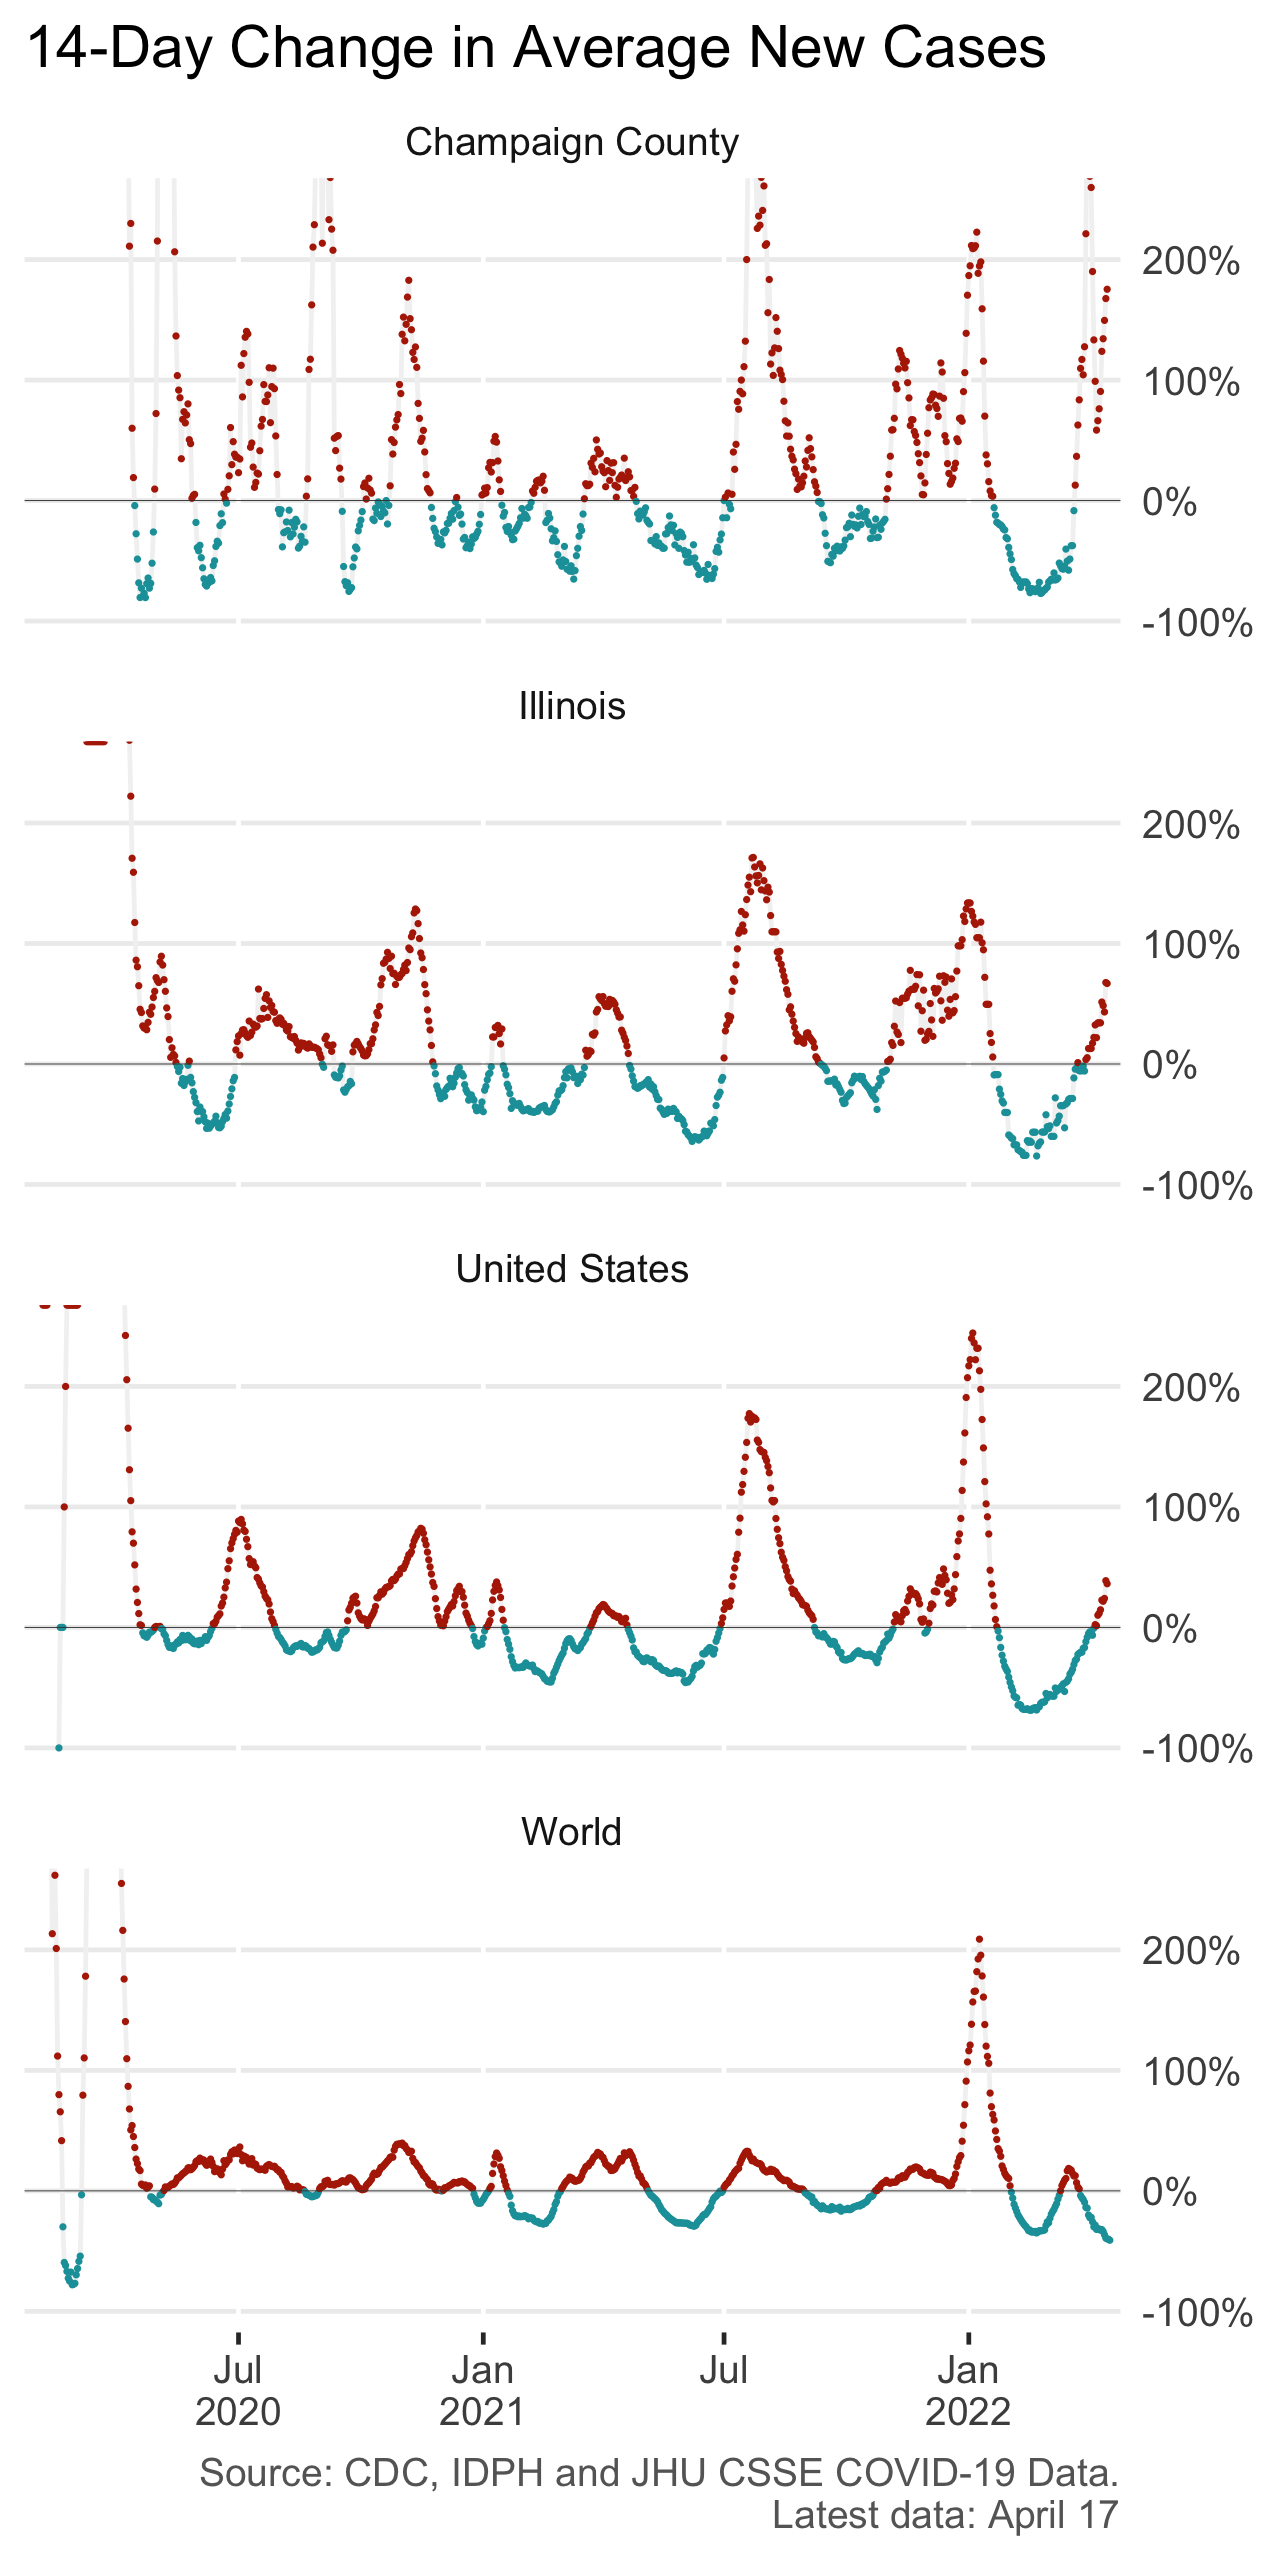 14-Day Change in Average New Cases
Champaign County
200%
100%
0%
-100%
Illinois
200%
100%
0%
-100%
United States
200%
100%
0%
-100%
World
200%
100%
0%
-100%
Jul
2020
Jan
2021
Jul
Jan
2022
Source: CDC, IDPH and JHU CSSE COVID-19 Data.
Latest data: April 17